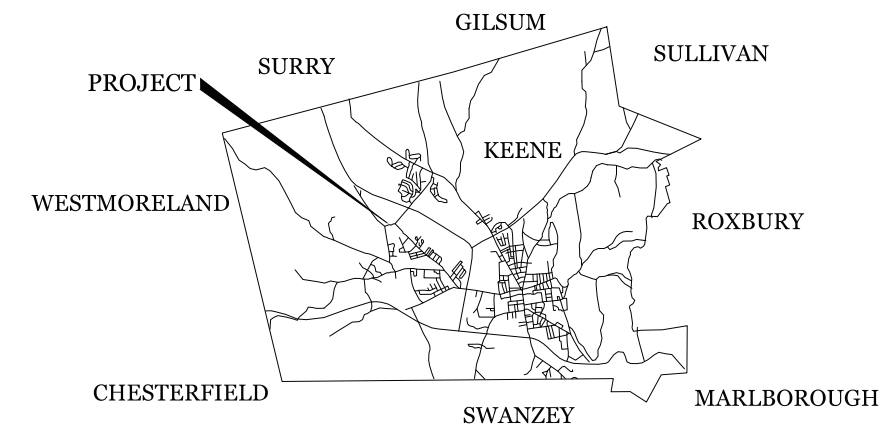 GILSUM
SULLIVAN
SURRY
PROJECT
KEENE
WESTMORELAND
ROXBURY
CHESTERFIELD
MARLBOROUGH
SWANZEY